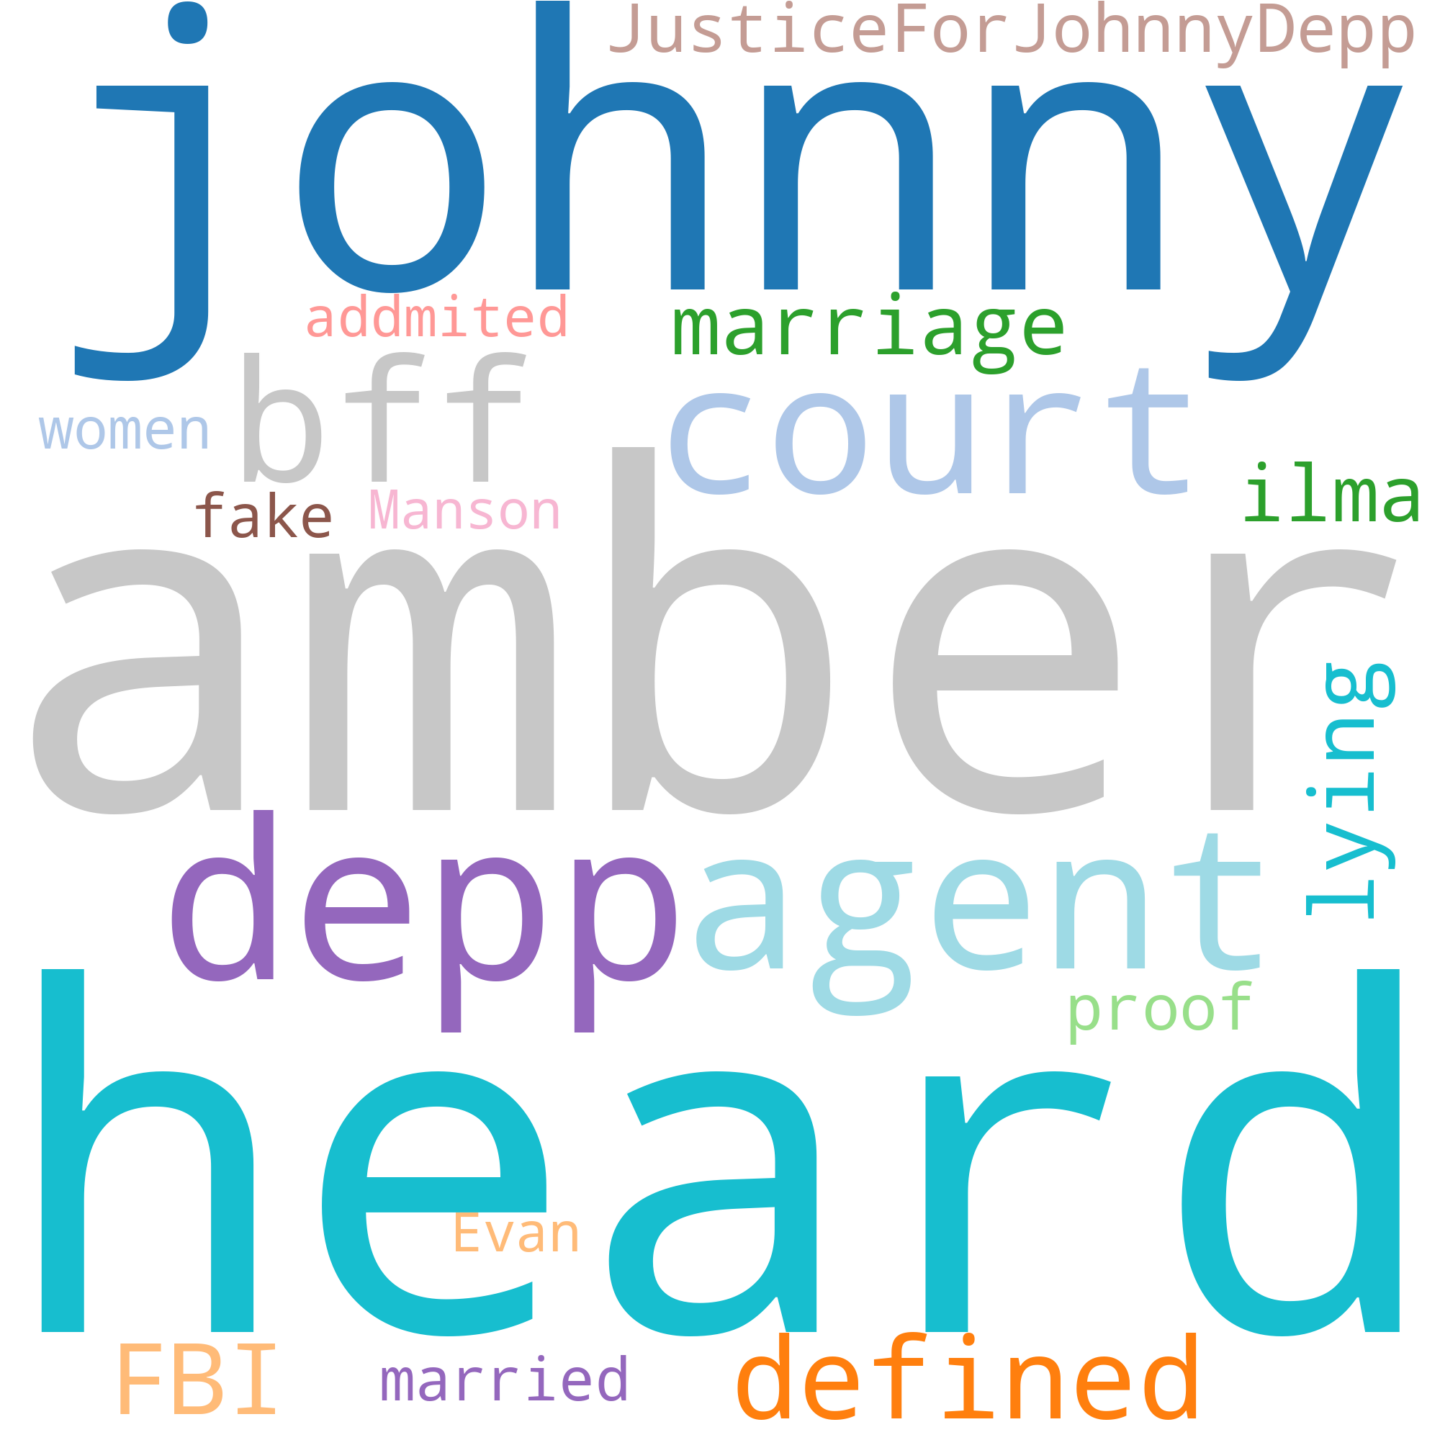 JusticeForJohnnyDepp
johnny
addmited
marriage
bff
court
women
fake
Manson
ilma
amber
lying
depp
agent
proof
heard
Evan
FBI
married
defined